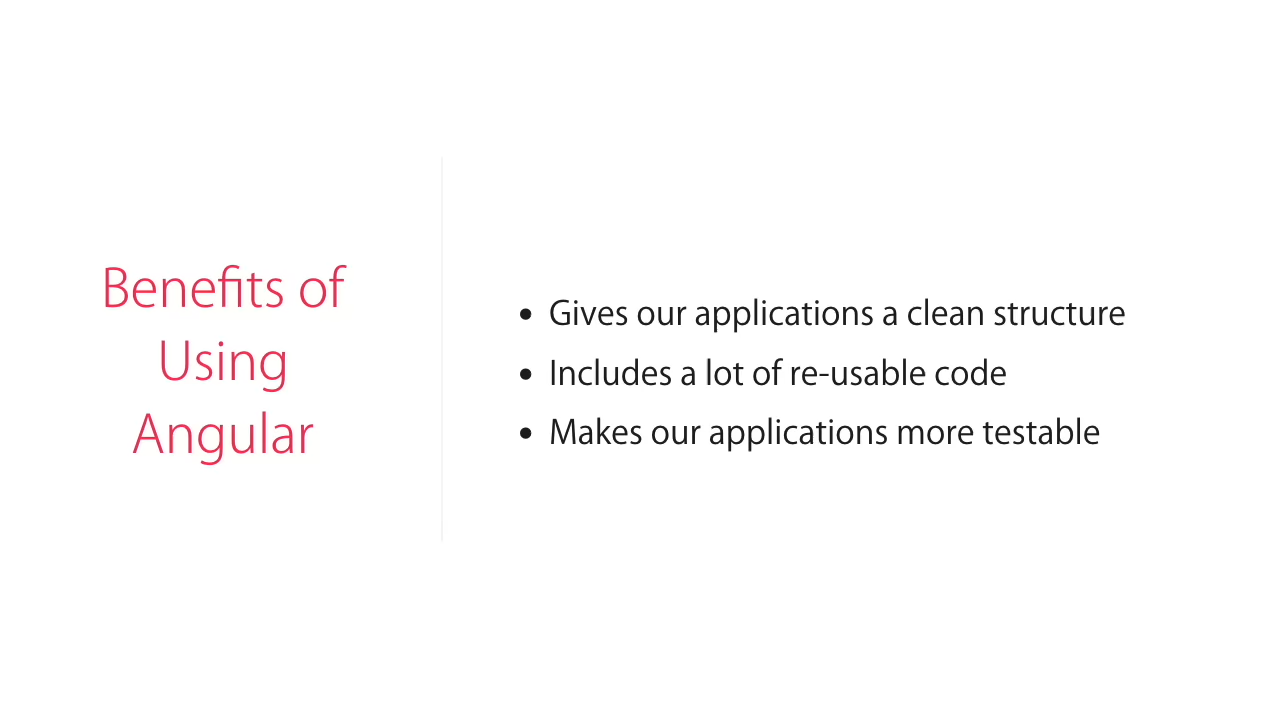 Benefits of
Using
Angular
• Gives our applications a clean structure
• Includes a lot of re-usable code
• Makes our applications more testable